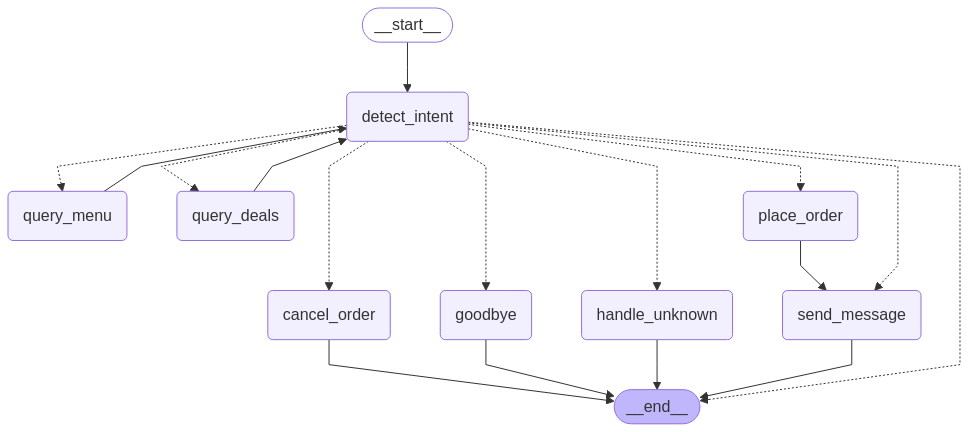 __start__
detect_intent
query_menu
query_deals
place_order
cancel_order
goodbye
handle_unknown
send_message
__end__